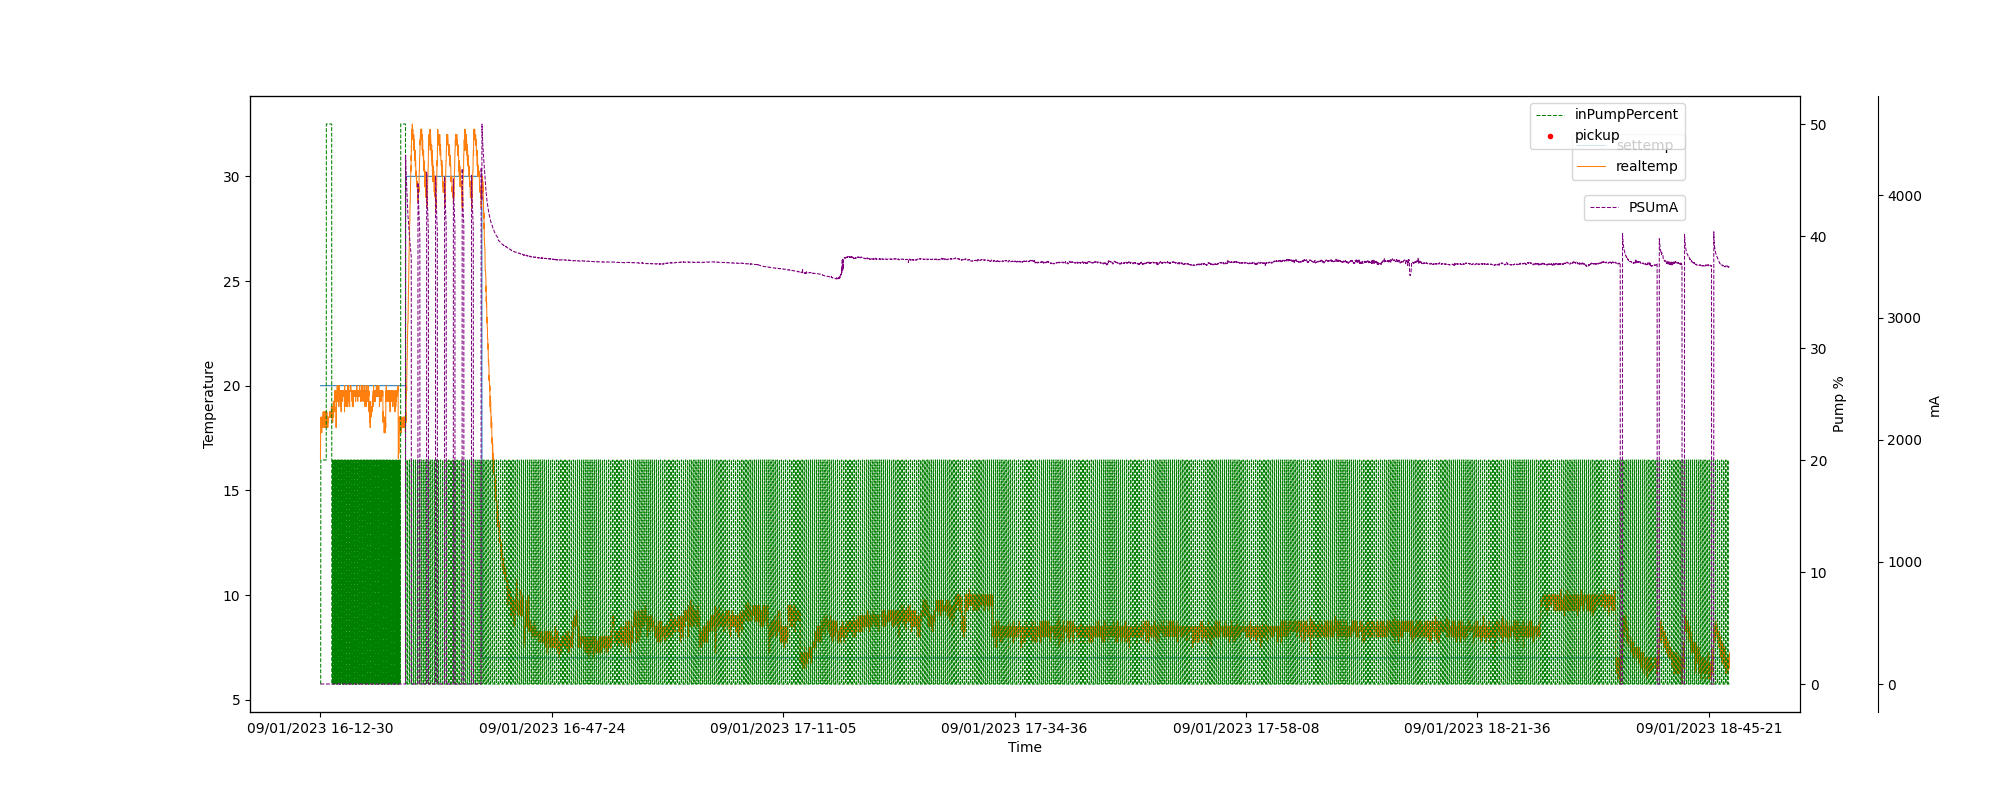 inPumpPercent
pickup
settemp
realtemp
PSUmA
Temperature
30
25
20
15
10
5
50
40
30
20
10
0
Pump %
4000
3000
2000
1000
0
mA
09/01/2023 16-12-30
09/01/2023 16-47-24
09/01/2023 17-11-05
09/01/2023 17-34-36
09/01/2023 17-58-08
09/01/2023 18-21-36
09/01/2023 18-45-21
Time